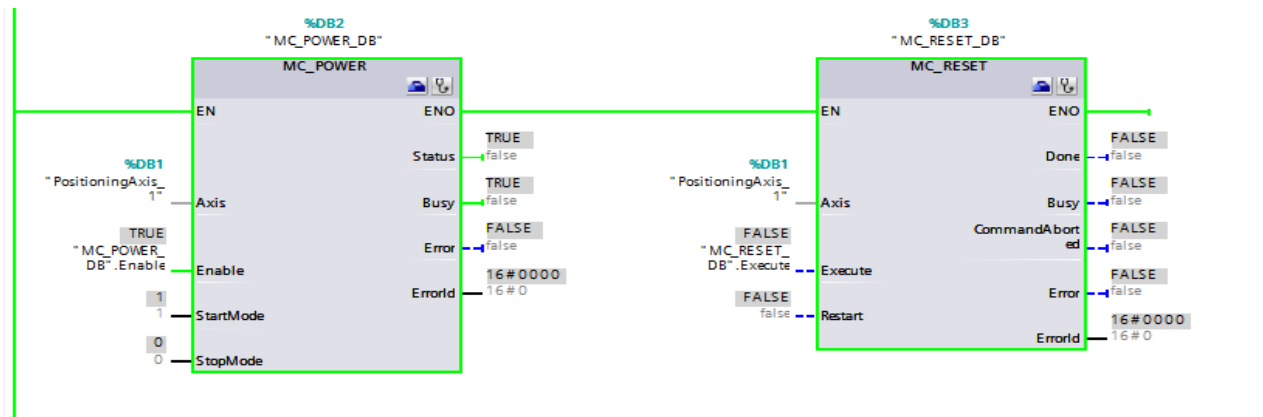 %DB2
"MC_POWER_DB"
MC_POWER
EN
ENO
TRUE
Status
false
%DB1
"PositioningAxis_
1"
Axis
TRUE
Busy
false
FALSE
Error
false
TRUE
"MC_POWER_
DB".Enable
Enable
16#0000
ErrorId
16#0
1
1
StartMode
0
0
StopMode
%DB3
"MC_RESET_DB"
MC_RESET
EN
ENO
FALSE
Done
false
%DB1
"PositioningAxis_
1"
Axis
FALSE
Busy
false
CommandAbort
ed
FALSE
false
FALSE
"MC_RESET_
DB".Execute
Execute
FALSE
Error
false
FALSE
false
Restart
16#0000
ErrorId
16#0